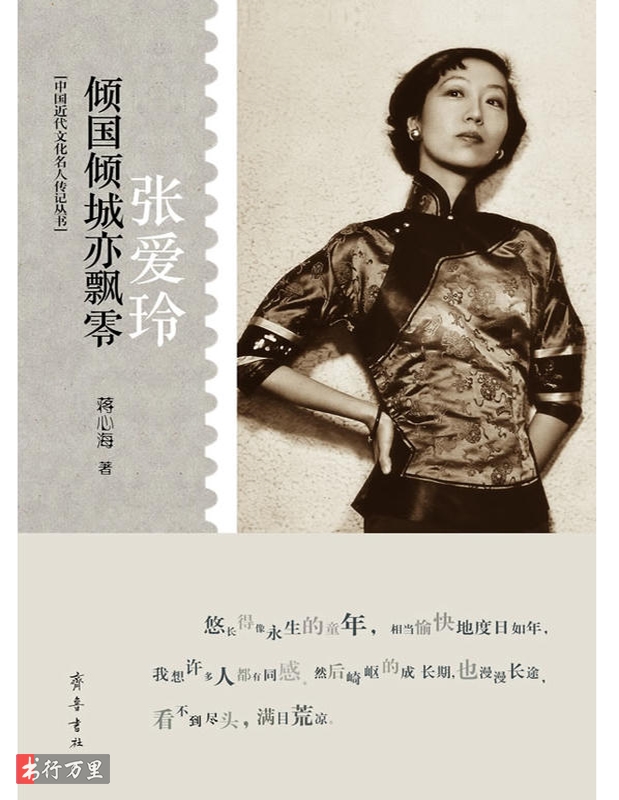 [中国近代文化名人传记丛书]
倾国倾城亦飘零
张爱玲
蒋心海 著
悠长得像永生的童年，相当愉快地度日如年，
我想许多人都有同感。然后崎岖的成长期，也漫漫长途，
看不到尽头，满目荒凉。
齐鲁书社
书行万里